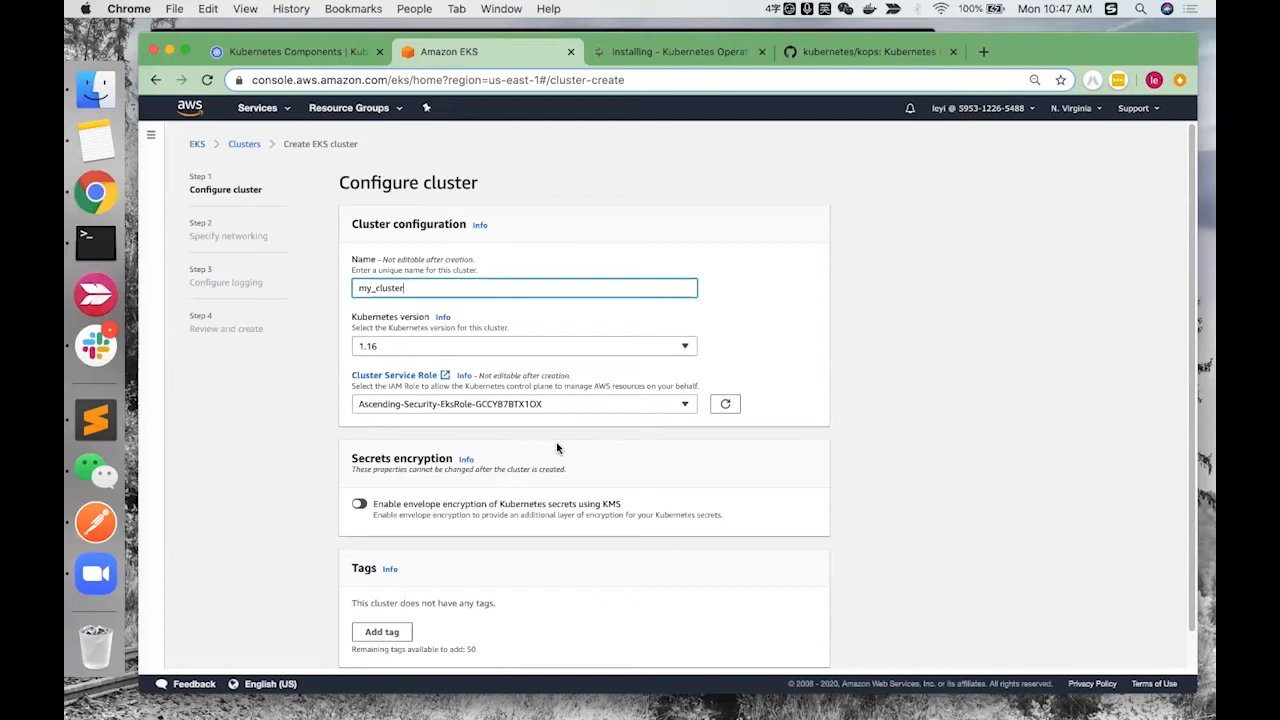 Chrome File Edit View History Bookmarks People Tab Window Help 100% Mon 10:47 AM
Kubernetes Components | Kub
Amazon EKS
Installing - Kubernetes Operat
kubernetes/kops: Kubernetes
console.aws.amazon.com/eks/home?region=us-east-1#/cluster-create
le
aws Services Resource Groups leyi @ 5953-1226-5488 N. Virginia Support
EKS > Clusters > Create EKS cluster
Step 1
Configure cluster
Step 2
Specify networking
Step 3
Configure logging
Step 4
Review and create
Configure cluster
Cluster configuration Info
Name - Not editable after creation.
Enter a unique name for this cluster.
my_cluster
Kubernetes version Info
Select the Kubernetes version for this cluster.
1.16
Cluster Service Role Info - Not editable after creation.
Select the IAM Role to allow the Kubernetes control plane to manage AWS resources on your behalf.
Ascending-Security-EksRole-GCCYB7BTX1OX
Secrets encryption Info
These properties cannot be changed after the cluster is created.
Enable envelope encryption of Kubernetes secrets using KMS
Enable envelope encryption to provide an additional layer of encryption for your Kubernetes secrets.
Tags Info
This cluster does not have any tags.
Add tag
Remaining tags available to add: 50
Feedback English (US) © 2008 - 2020, Amazon Web Services, Inc. or its affiliates. All rights reserved. Privacy Policy Terms of Use